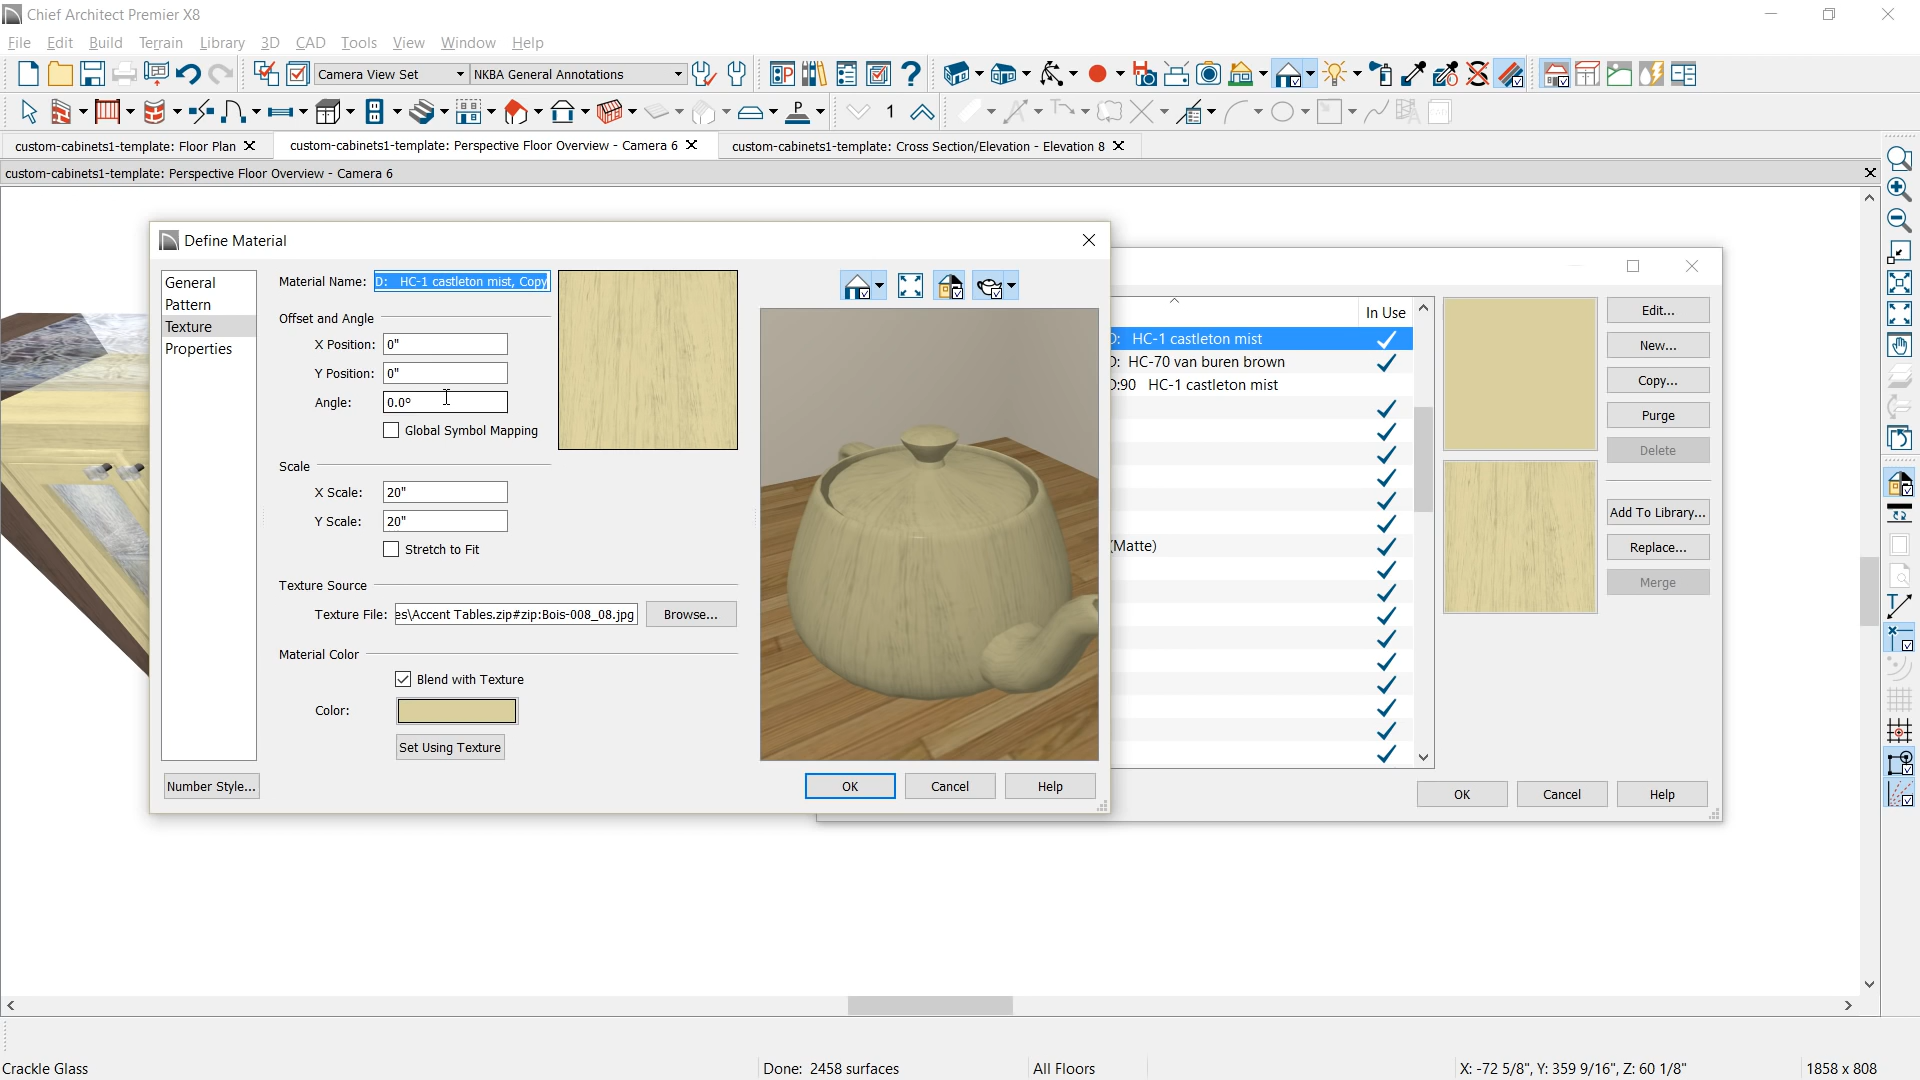 Chief Architect Premier X8
File Edit Build Terrain Library 3D CAD Tools View Window Help
Camera View Set NKBA General Annotations
1
custom-cabinets1-template: Floor Plan
custom-cabinets1-template: Perspective Floor Overview - Camera 6
custom-cabinets1-template: Cross Section/Elevation - Elevation 8
custom-cabinets1-template: Perspective Floor Overview - Camera 6
Define Material
General
Pattern
Texture
Properties
Number Style...
Material Name: D: HC-1 castleton mist, Copy
Offset and Angle
X Position: 0"
Y Position: 0"
Angle: 0.0°
Global Symbol Mapping
Scale
X Scale: 20"
Y Scale: 20"
Stretch to Fit
Texture Source
Texture File: es\Accent Tables.zip#zip:Bois-008_08.jpg Browse...
Material Color
Blend with Texture
Color:
Set Using Texture
OK Cancel Help
In Use
D: HC-1 castleton mist
D: HC-70 van buren brown
D:90 HC-1 castleton mist
(Matte)
Edit...
New...
Copy...
Purge
Delete
Add To Library...
Replace...
Merge
OK Cancel Help
Crackle Glass Done: 2458 surfaces All Floors X: -72 5/8", Y: 359 9/16", Z: 60 1/8" 1858 x 808